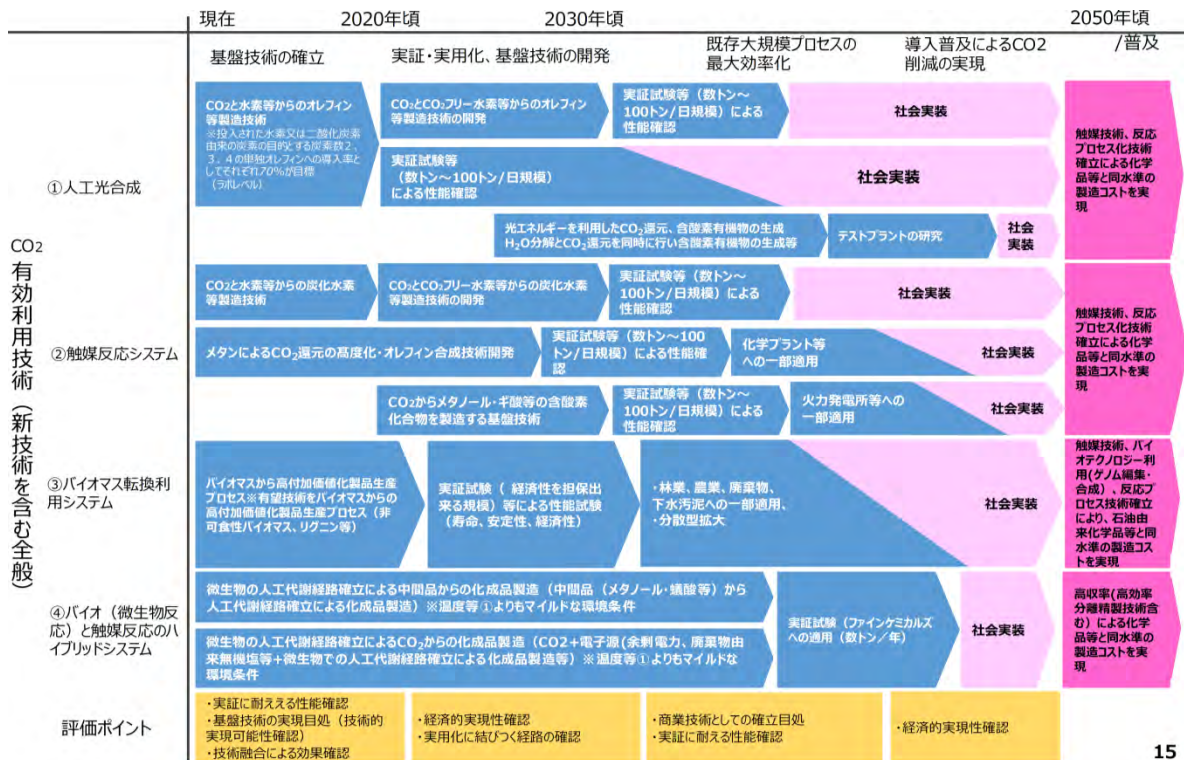 現在
2020年頃
2030年頃
2050年頃
/普及
基盤技術の確立
実証・実用化、基盤技術の開発
既存大規模プロセスの
最大効率化
導入普及によるCO2
削減の実現
CO2
有効利用技術(新技術を含む全般)
①人工光合成
CO2と水素等からのオレフィン
等製造技術
※投入された水素又は二酸化炭素
由来の炭素の目的とする炭素数2、
3、4の単独オレフィンへの導入率と
してそれぞれ70%が目標
(ラボレベル)
CO2とCO2フリー水素等からのオレフィン
等製造技術の開発
実証試験等(数トン~
100トン/日規模)による
性能確認
社会実装
実証試験等
(数トン~100トン/日規模)
による性能確認
社会実装
光エネルギーを利用したCO2還元、含酸素有機物の生成
H2O分解とCO2還元を同時に行い含酸素有機物の生成等
テストプラントの研究
社会
実装
触媒技術、反応
プロセス化技術
確立による化学
品等と同水準の
製造コストを実
現
②触媒反応システム
CO2と水素等からの炭化水素
等製造技術
CO2とCO2フリー水素等からの炭化水素
等製造技術の開発
実証試験等(数トン~
100トン/日規模)による
性能確認
社会実装
メタンによるCO2還元の高度化・オレフィン合成技術開発
実証試験等(数トン~100
トン/日規模)による性能確
認
化学プラント等
への一部適用
社会実装
CO2からメタノール・ギ酸等の含酸素
化合物を製造する基盤技術
実証試験等(数トン~
100トン/日規模)による
性能確認
火力発電所等への
一部適用
社会実装
触媒技術、反応
プロセス化技術
確立による化学
品等と同水準の
製造コストを実
現
③バイオマス転換利
用システム
バイオマスから高付加価値化製品生産
プロセス※有望技術をバイオマスからの
高付加価値化製品生産プロセス(非
可食性バイオマス、リグニン等)
実証試験( 経済性を担保出
来る規模)等による性能試験
(寿命、安定性、経済性)
・林業、農業、廃棄物、
下水汚泥への一部適用、
・分散型拡大
社会実装
触媒技術、バイ
オテクノロジー利
用(ゲノム編集・
合成)、反応プ
ロセス技術確立
により、石油由
来化学品等と同
水準の製造コス
トを実現
④バイオ(微生物反
応)と触媒反応のハ
イブリッドシステム
微生物の人工代謝経路確立による中間品からの化成品製造(中間品(メタノール・蟻酸等)から
人工代謝経路確立による化成品製造)※温度等①よりもマイルドな環境条件
微生物の人工代謝経路確立によるCO2からの化成品製造(CO2+電子源(余剰電力、廃棄物由
来無機塩等+微生物での人工代謝経路確立による化成品製造等)※温度等①よりもマイルドな
環境条件
実証試験(ファインケミカルズ
への適用(数トン/年)
社会実装
高収率(高効率
分離精製技術含
む)による化学
品等と同水準の
製造コストを実
現
評価ポイント
・実証に耐ええる性能確認
・基盤技術の実現目処(技術的
実現可能性確認)
・技術融合による効果確認
・経済的実現性確認
・実用化に結びつく経路の確認
・商業技術としての確立目処
・実証に耐える性能確認
・経済的実現性確認
15